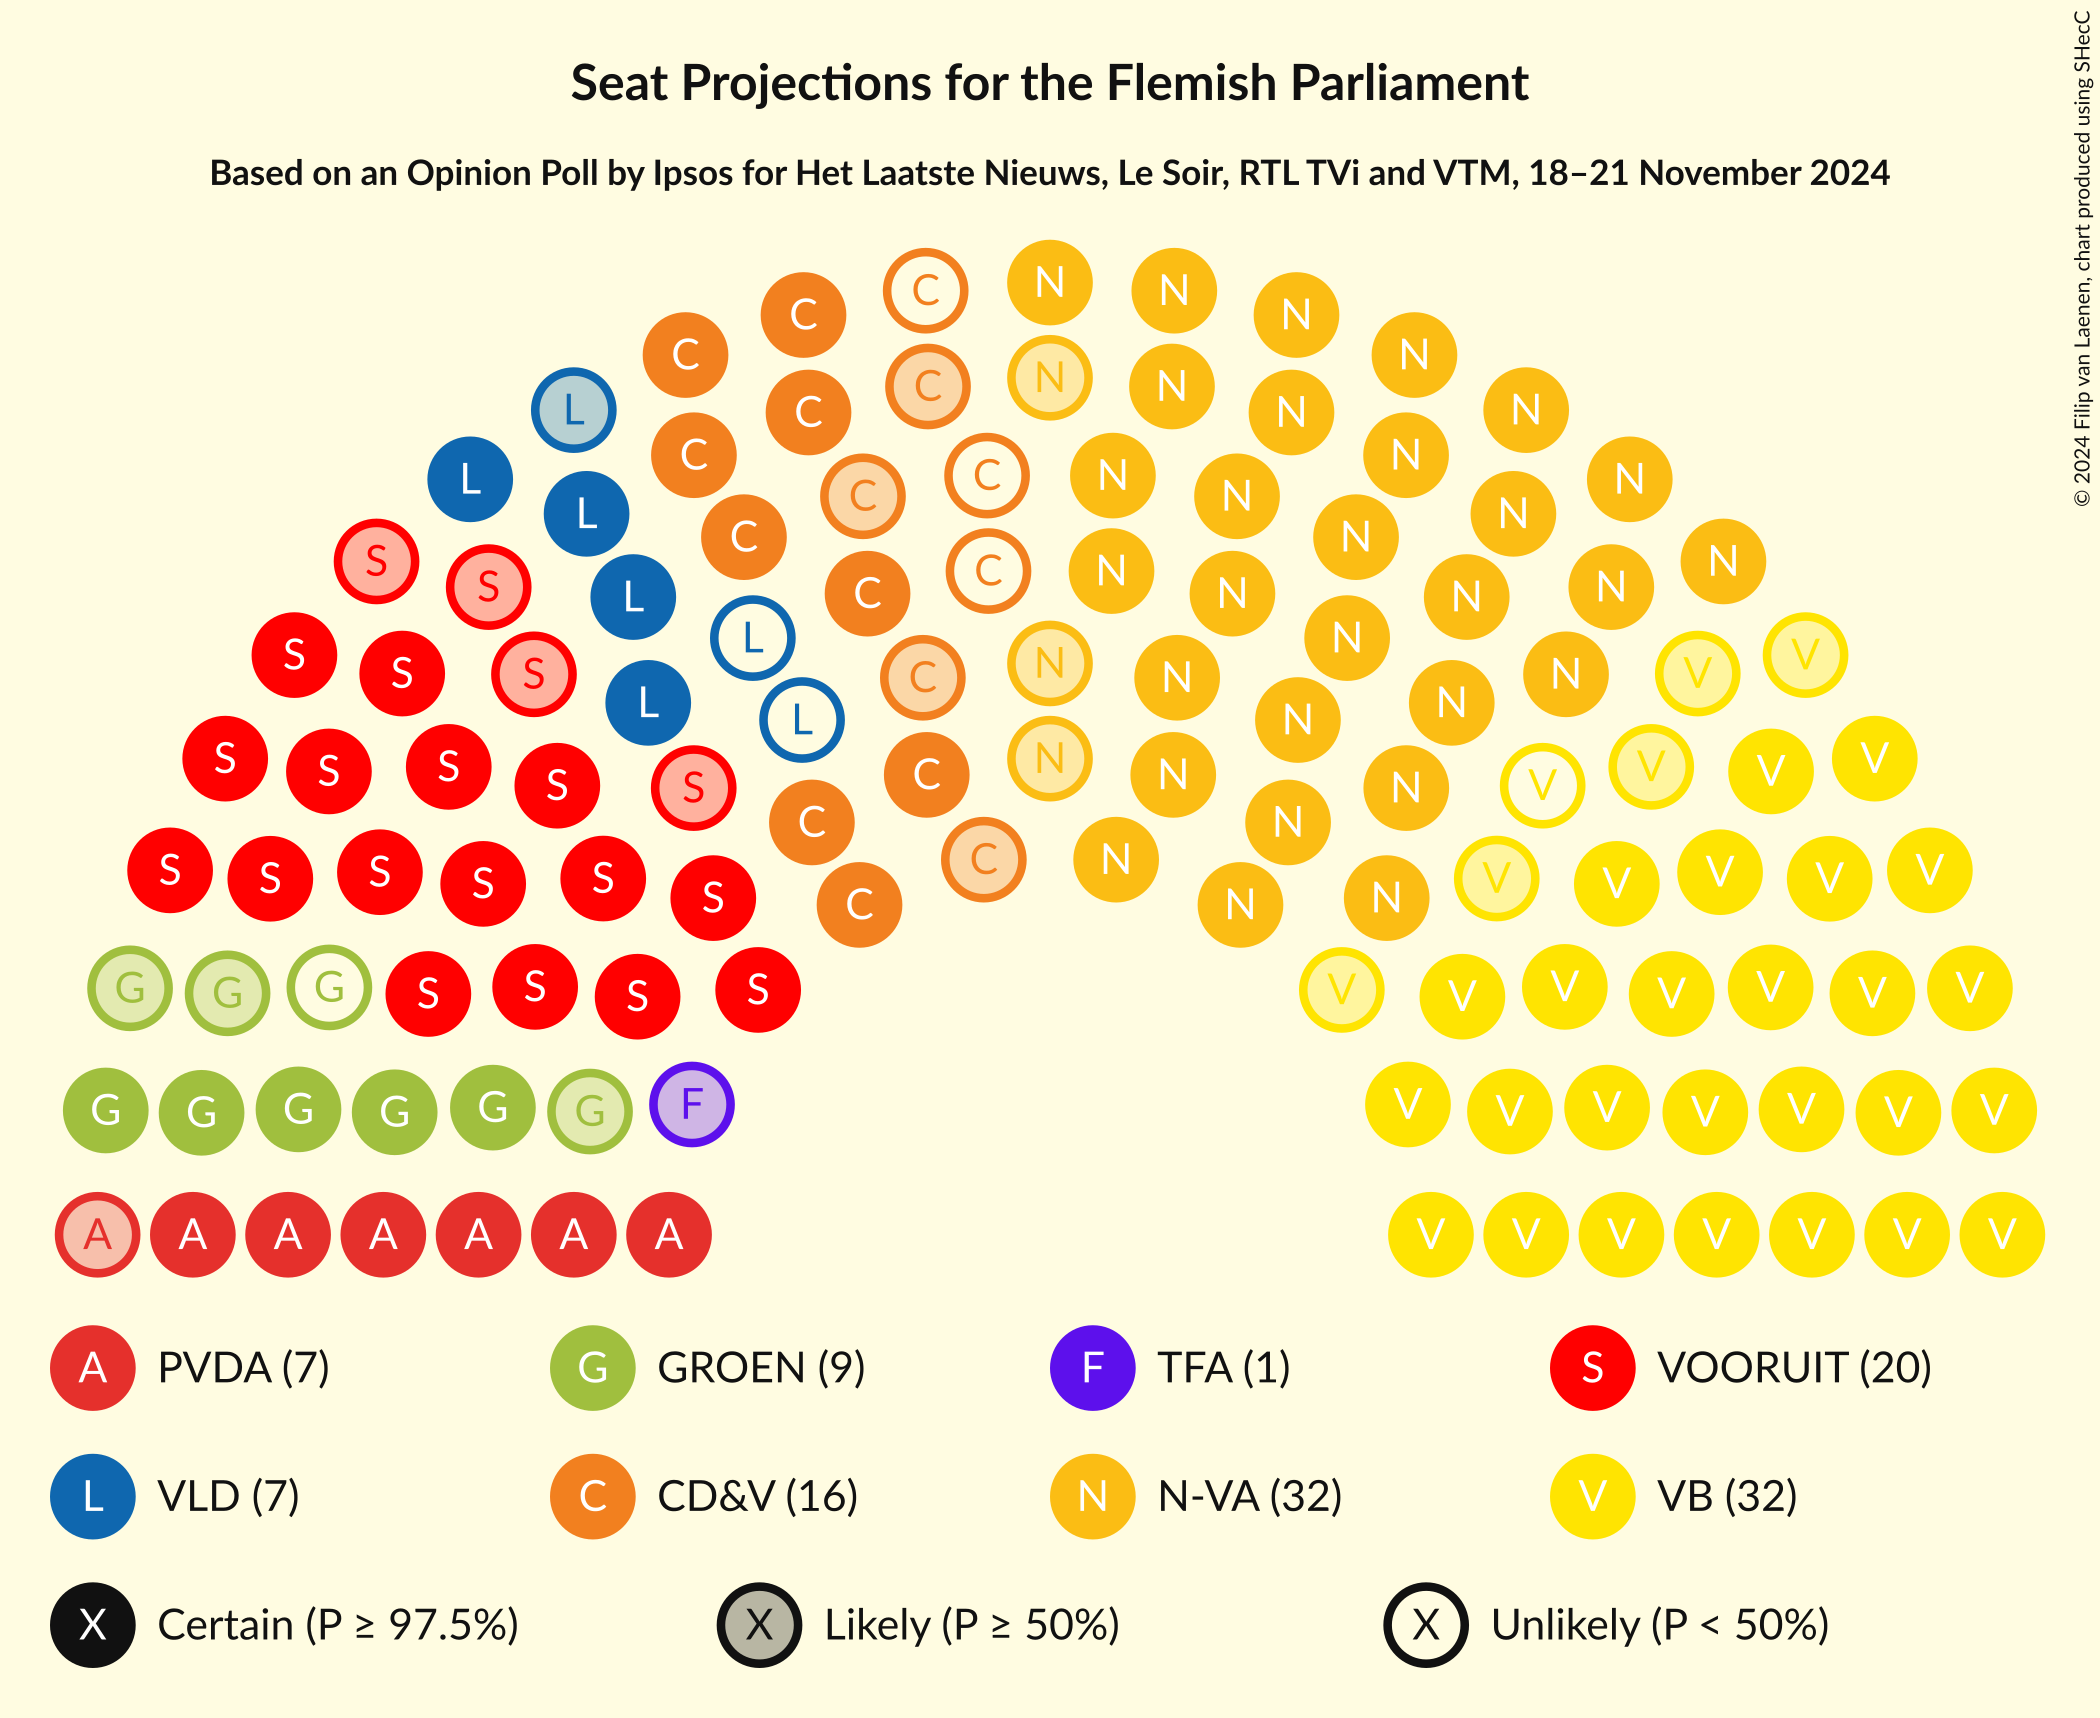 Seat Projections for the Flemish Parliament
Based on an Opinion Poll by Ipsos for Het Laatste Nieuws, Le Soir, RTL TVi and VTM, 18–21 November 2024
© 2024 Filip van Laenen, chart produced using SHecC
N
C N
C N
C N
L C N
C N
C N
C N
L C N
C N
C N
L C N
C N
S N
S L C N
C N
S N
S C N
S L N
S C N
S L N
S L N
S C N V
S S S S C N N V V V V
C N
C N
S S S S S S C N N V V V V V
G G G S S S S V V V V V V V
G G G G G G F V V V V V V V
A A A A A A A V V V V V V V
A PVDA (7) G GROEN (9) F TFA (1) S VOORUIT (20)
L VLD (7) C CD&V (16) N N-VA (32) V VB (32)
X Certain (P ≥ 97.5%) X Likely (P ≥ 50%) X Unlikely (P < 50%)